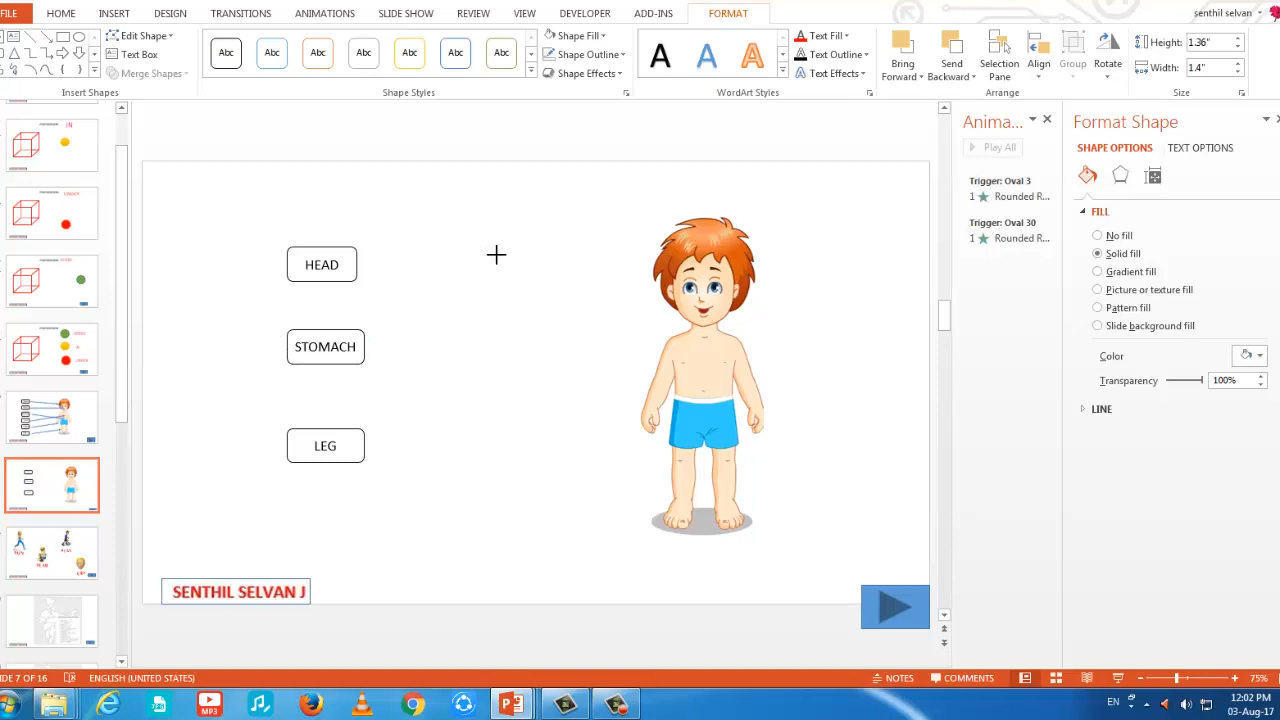 FILE HOME INSERT DESIGN TRANSITIONS ANIMATIONS SLIDE SHOW REVIEW VIEW DEVELOPER ADD-INS FORMAT senthil selvan
Edit Shape
Text Box
Merge Shapes
Insert Shapes
Abc Abc Abc Abc Abc Abc Abc
Shape Fill
Shape Outline
Shape Effects
Shape Styles
A A A
Text Fill
Text Outline
Text Effects
WordArt Styles
Bring Forward
Send Backward
Selection Pane
Align
Group
Rotate
Arrange
Height: 1.36"
Width: 1.4"
Size
HEAD
STOMACH
LEG
SENTHIL SELVAN J
Anima...
Play All
Trigger: Oval 3
1 Rounded R...
Trigger: Oval 30
1 Rounded R...
Format Shape
SHAPE OPTIONS TEXT OPTIONS
FILL
No fill
Solid fill
Gradient fill
Picture or texture fill
Pattern fill
Slide background fill
Color
Transparency 100%
LINE
IDE 7 OF 16 ENGLISH (UNITED STATES) NOTES COMMENTS 75%
MP3
EN
12:02 PM
03-Aug-17